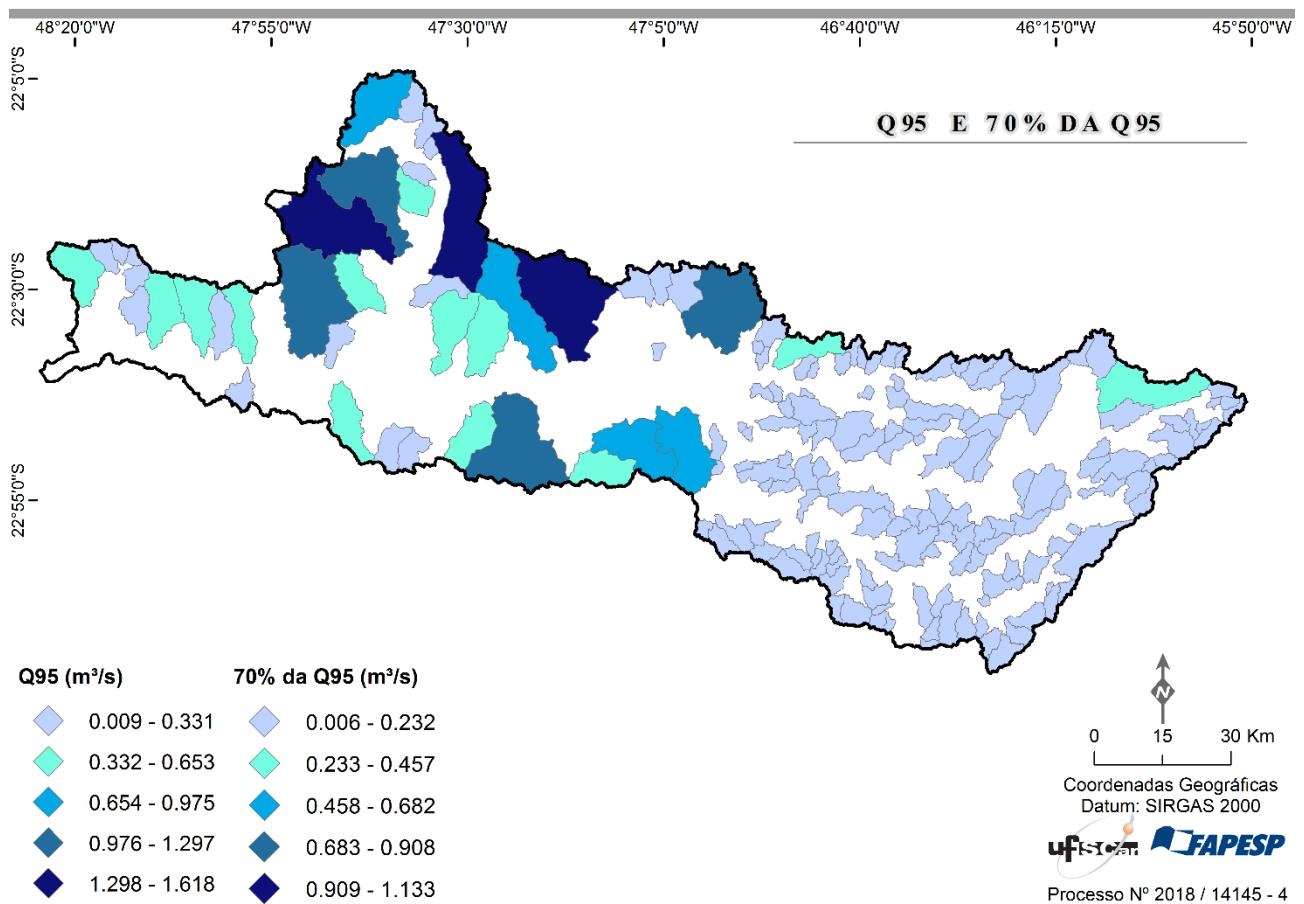 48°20'0"W 47°55'0"W 47°30'0"W 47°5'0"W 46°40'0"W 46°15'0"W 45°50'0"W
22°5'0"S
Q95 E 70% DA Q95
22°30'0"S
22°55'0"S
Q95 (m³/s) 70% da Q95 (m³/s)
0.009 - 0.331 0.006 - 0.232
0.332 - 0.653 0.233 - 0.457
0.654 - 0.975 0.458 - 0.682
0.976 - 1.297 0.683 - 0.908
1.298 - 1.618 0.909 - 1.133
N
0 15 30 Km
Coordenadas Geográficas
Datum: SIRGAS 2000
ufscar FAPESP
Processo Nº 2018 / 14145 - 4